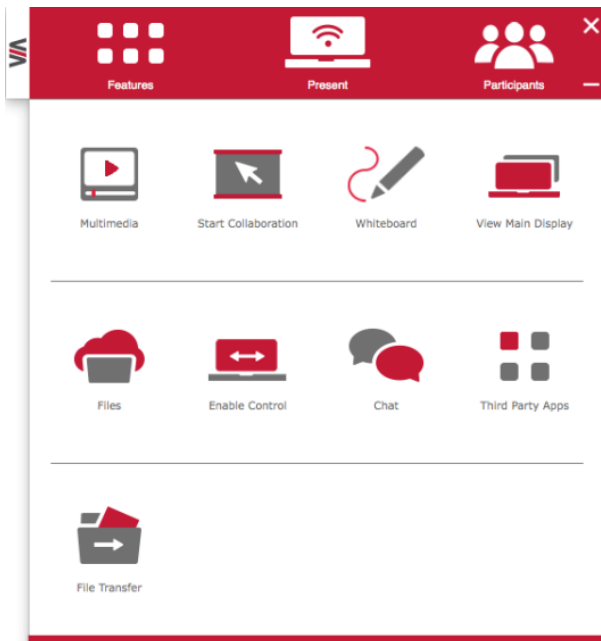 VIA
Features Present Participants
Multimedia Start Collaboration Whiteboard View Main Display
Files Enable Control Chat Third Party Apps
File Transfer